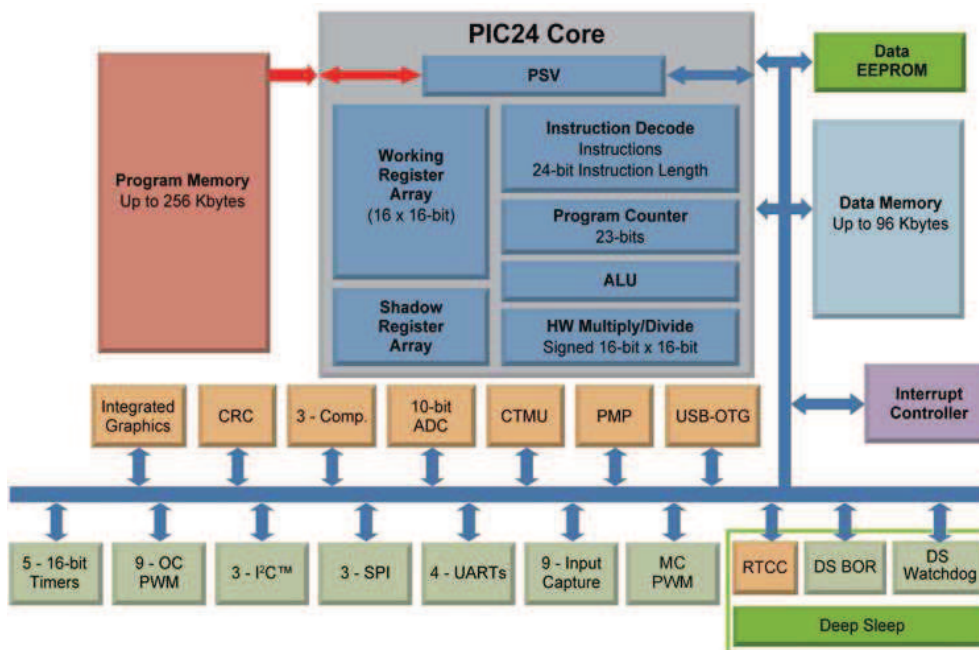 PIC24 Core
PSV
Data
EEPROM
Program Memory
Up to 256 Kbytes
Working
Register
Array
(16 x 16-bit)
Instruction Decode
Instructions
24-bit Instruction Length
Program Counter
23-bits
ALU
Shadow
Register
Array
HW Multiply/Divide
Signed 16-bit x 16-bit
Data Memory
Up to 96 Kbytes
Interrupt
Controller
Integrated
Graphics
CRC
3 - Comp.
10-bit
ADC
CTMU
PMP
USB-OTG
5 - 16-bit
Timers
9 - OC
PWM
3 - I²C™
3 - SPI
4 - UARTs
9 - Input
Capture
MC
PWM
RTCC
DS BOR
DS
Watchdog
Deep Sleep